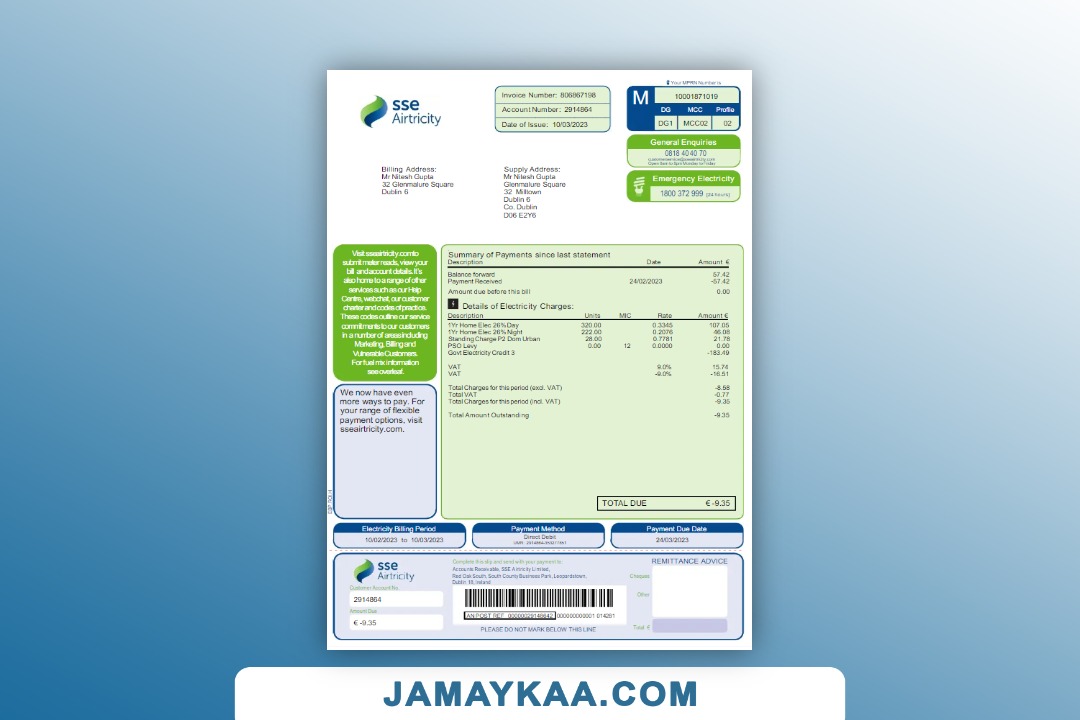 Your MPRN Number is
sse
Airtricity
Invoice Number: 806867198
Account Number: 2914864
Date of Issue: 10/03/2023
M
10001871019
DG MCC Profile
DG1 MCC02 02
General Enquiries
0818 40 40 70
customerservice@sseairtricity.com
Open 9am to 5pm Monday to Friday
Emergency Electricity
1800 372 999 (24 hours)
Billing Address:
Mr Nitesh Gupta
32 Glenmalure Square
Dublin 6
Supply Address:
Mr Nitesh Gupta
Glenmalure Square
32 Milltown
Dublin 6
Co. Dublin
D06 E2Y6
Visit sseairtricity.com to
submit meter reads, view your
bill and account details. It's
also home to a range of other
services such as our Help
Centre, webchat, our customer
charter and codes of practice.
These codes outline our service
commitments to our customers
in a number of areas including
Marketing, Billing and
Vulnerable Customers.
For fuel mix information
see overleaf.
We now have even
more ways to pay. For
your range of flexible
payment options, visit
sseairtricity.com.
Summary of Payments since last statement
Description Date Amount €
Balance forward 57.42
Payment Received 24/02/2023 -57.42
Amount due before this bill 0.00
Details of Electricity Charges:
Description Units MIC Rate Amount €
1Yr Home Elec 26% Day 320.00 0.3345 107.05
1Yr Home Elec 26% Night 222.00 0.2076 46.08
Standing Charge P2 Dom Urban 28.00 0.7781 21.78
PSO Levy 0.00 12 0.0000 0.00
Govt Electricity Credit 3 -183.49
VAT 9.0% 15.74
VAT -9.0% -16.51
Total Charges for this period (excl. VAT) -8.58
Total VAT -0.77
Total Charges for this period (incl. VAT) -9.35
Total Amount Outstanding -9.35
TOTAL DUE € -9.35
Electricity Billing Period
10/02/2023 to 10/03/2023
Payment Method
Direct Debit
Payment Due Date
24/03/2023
sse
Airtricity
Customer Account No.
2914864
Amount Due
€ -9.35
Complete this slip and send with your payment to:
Accounts Receivable, SSE Airtricity Limited,
Red Oak South, South County Business Park, Leopardstown,
Dublin 18, Ireland
AN POST REF.
PLEASE DO NOT MARK BELOW THIS LINE
REMITTANCE ADVICE
Cheques
Other
Total €
JAMAYKAA.COM